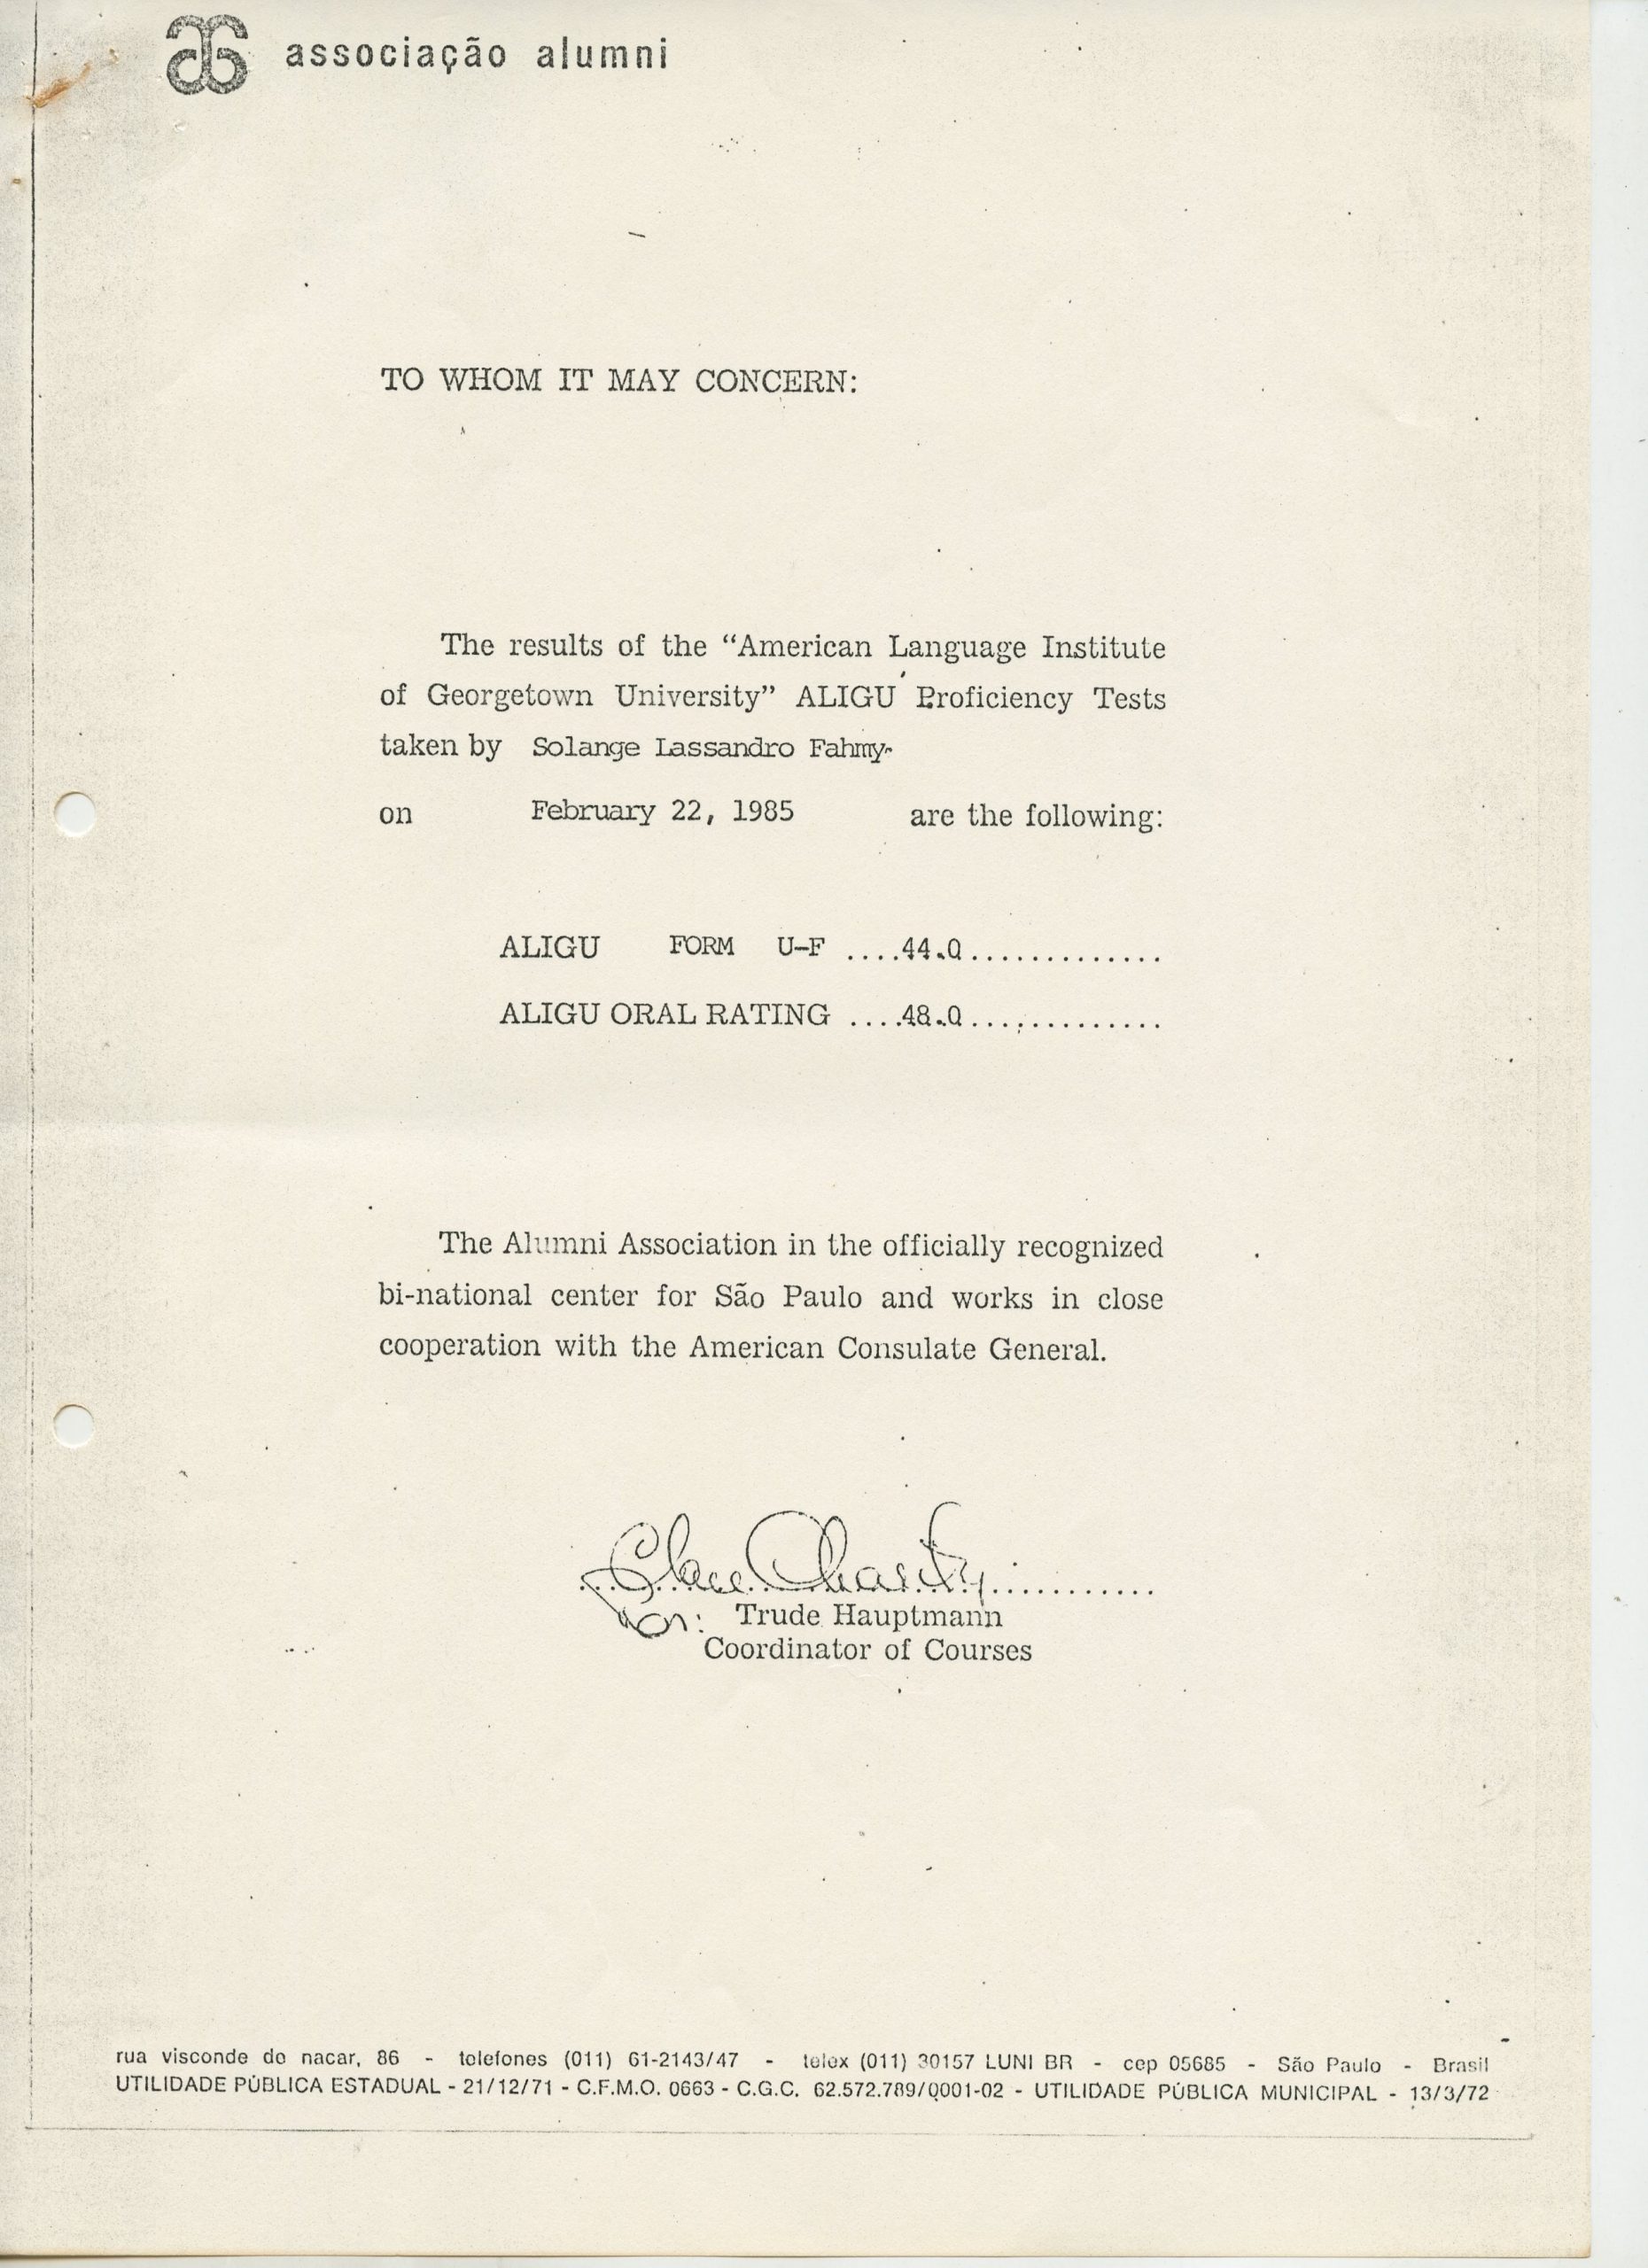 associação alumni
TO WHOM IT MAY CONCERN:
The results of the “American Language Institute
of Georgetown University” ALIGU Proficiency Tests
taken by Solange Lassandro Fahmy-
on February 22, 1985 are the following:
ALIGU FORM U-F ....44.0.............
ALIGU ORAL RATING ....48.0.............
The Alumni Association in the officially recognized
bi-national center for São Paulo and works in close
cooperation with the American Consulate General.
for: Trude Hauptmann
Coordinator of Courses
rua visconde de nacar, 86 - telefones (011) 61-2143/47 - telex (011) 30157 LUNI BR - cep 05685 - São Paulo - Brasil
UTILIDADE PÚBLICA ESTADUAL - 21/12/71 - C.F.M.O. 0663 - C.G.C. 62.572.789/0001-02 - UTILIDADE PÚBLICA MUNICIPAL - 13/3/72